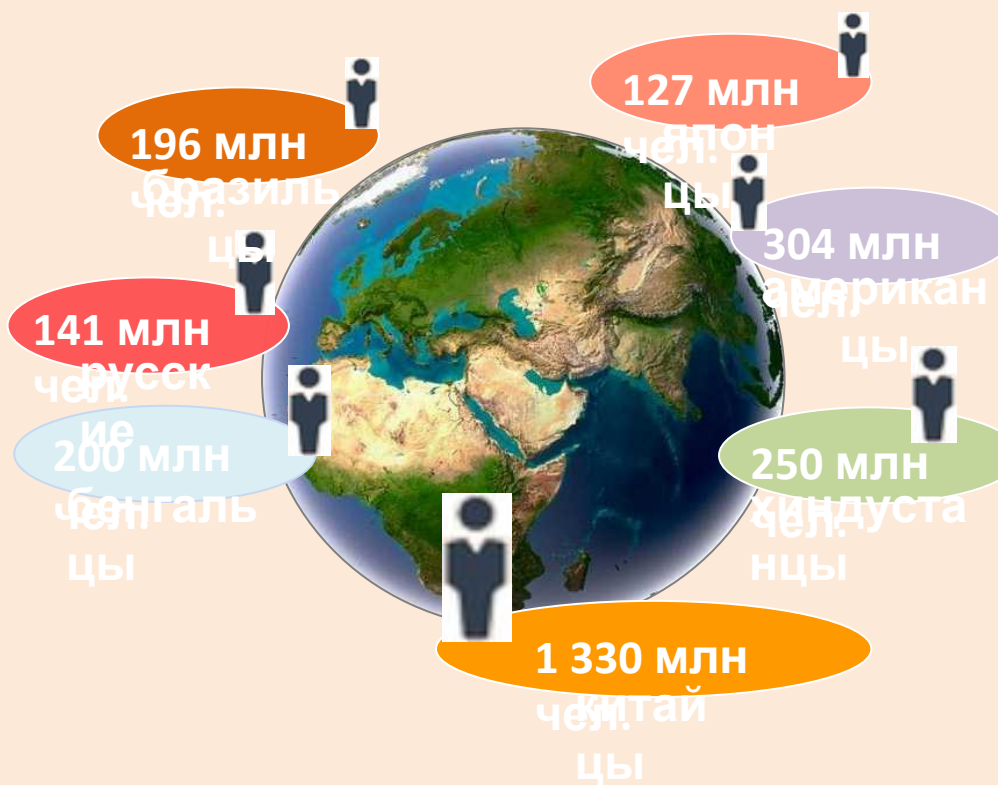 127 млн
чел.
япон
цы
196 млн
чел.
бразиль
цы
304 млн
чел.
американ
цы
141 млн
чел.
русск
ие
200 млн
чел.
бенгаль
цы
250 млн
чел.
хиндуста
нцы
1 330 млн
чел.
китай
цы